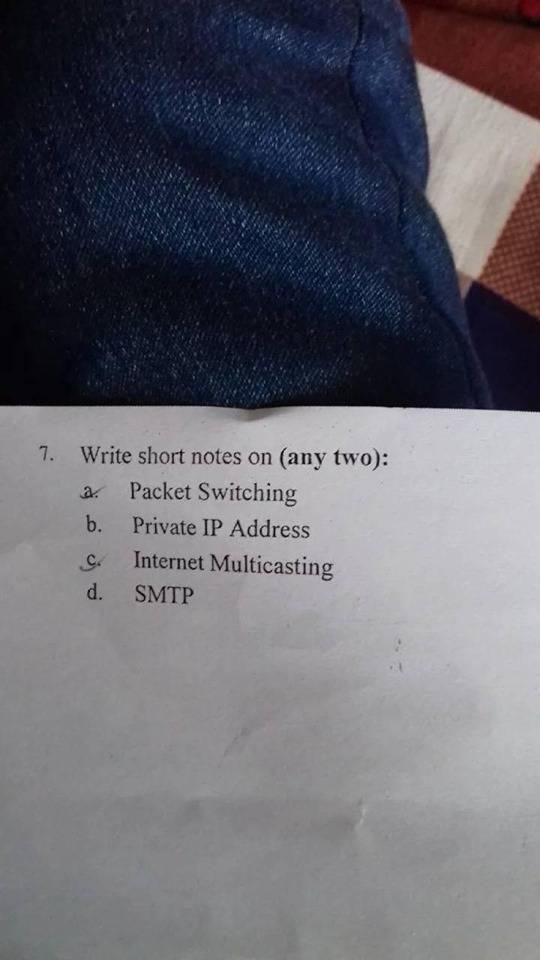 7. Write short notes on (any two):
a. Packet Switching
b. Private IP Address
c. Internet Multicasting
d. SMTP